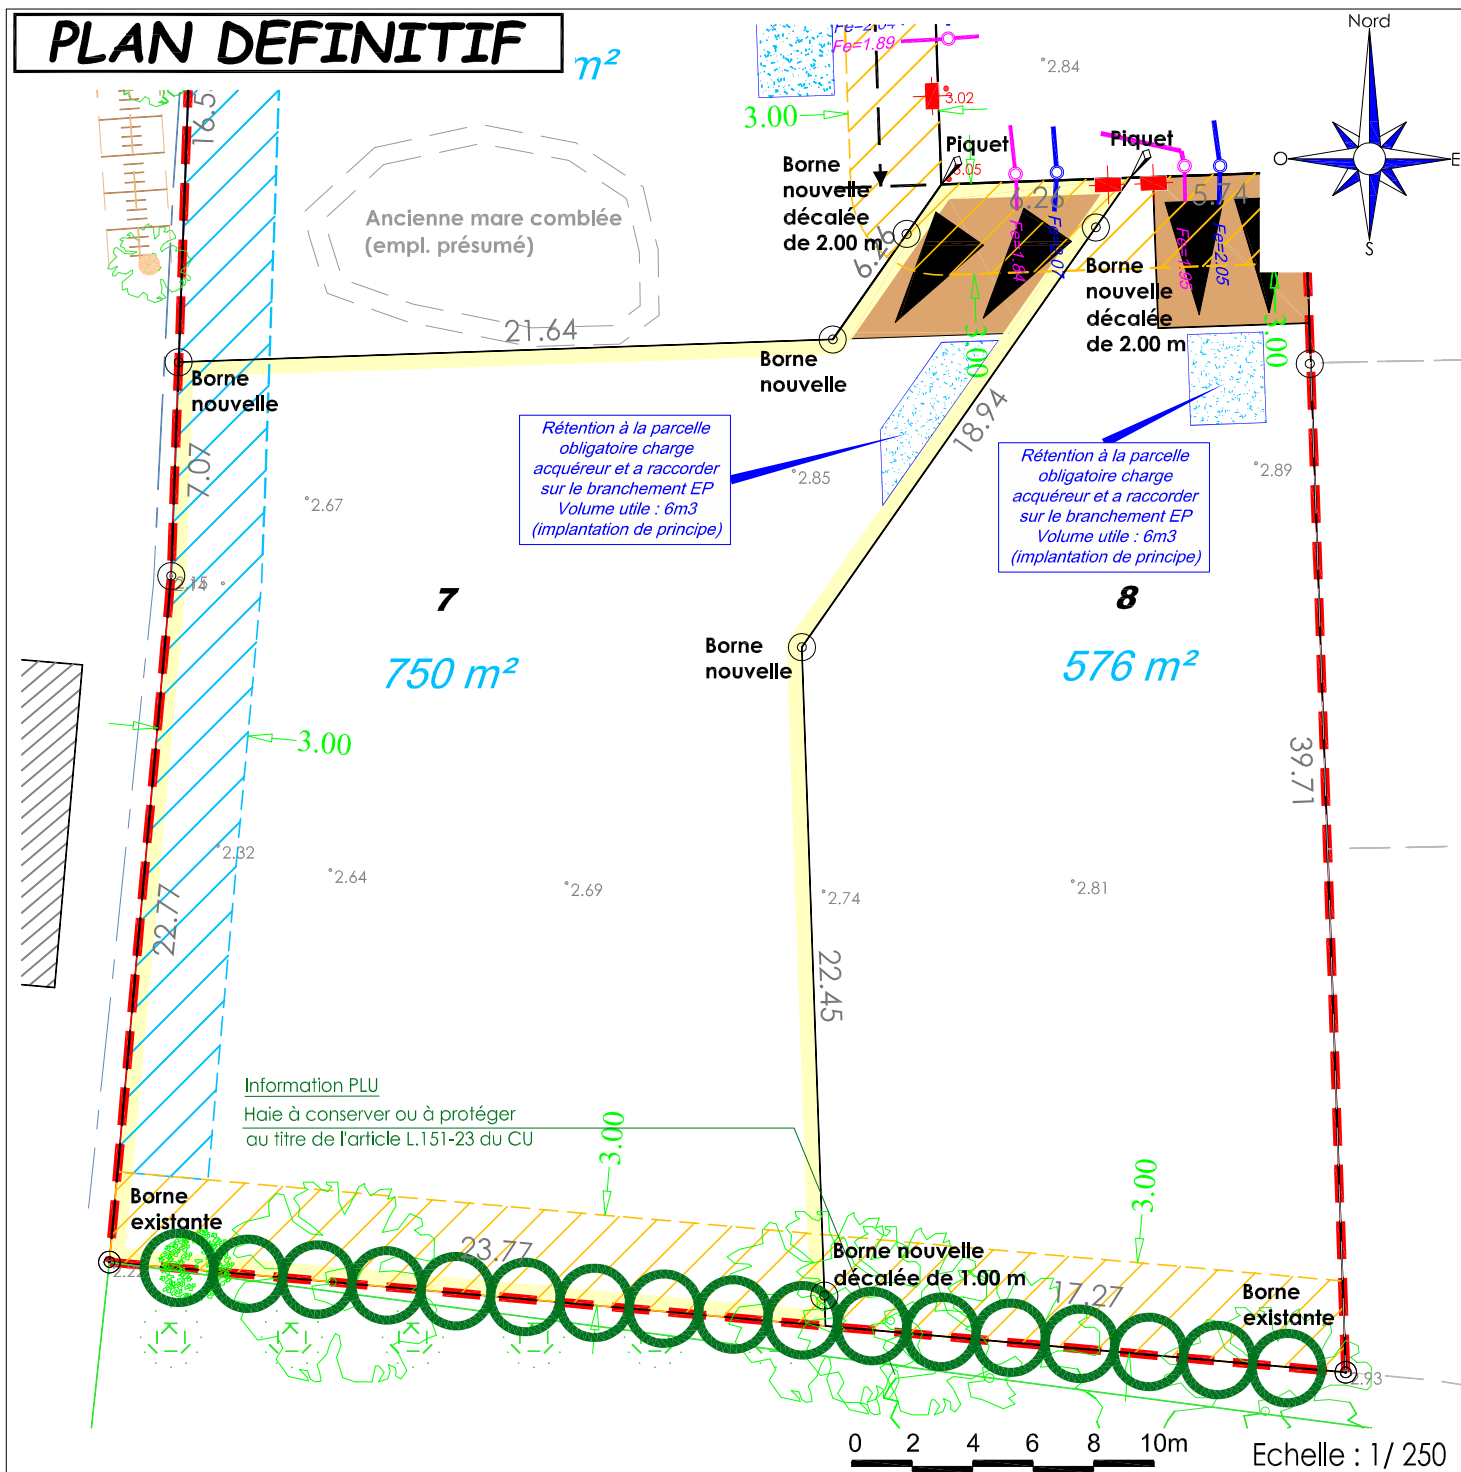 PLAN DEFINITIF
m²
Nord
O
E
S
Fe=1.89
2.84
3.02
3.00
16.5
Piquet
Piquet
3.05
Borne
nouvelle
décalée
de 2.00 m
6.26
5.74
Ancienne mare comblée
(empl. présumé)
Fe=1.84
Fe=1.95
Fe=2.05
Borne
nouvelle
décalée
de 2.00 m
21.64
3.00
3.00
Borne
nouvelle
Borne
nouvelle
18.94
7.07
Rétention à la parcelle
obligatoire charge
acquéreur et a raccorder
sur le branchement EP
Volume utile : 6m3
(implantation de principe)
Rétention à la parcelle
obligatoire charge
acquéreur et a raccorder
sur le branchement EP
Volume utile : 6m3
(implantation de principe)
2.67
2.85
2.89
7
8
Borne
nouvelle
750 m²
576 m²
3.00
39.71
2.32
2.64
2.69
2.74
2.81
22.77
22.45
Information PLU
Haie à conserver ou à protéger
au titre de l'article L.151-23 du CU
3.00
3.00
Borne
existante
23.77
Borne nouvelle
décalée de 1.00 m
17.27
Borne
existante
2.93
0 2 4 6 8 10m
Echelle : 1/ 250